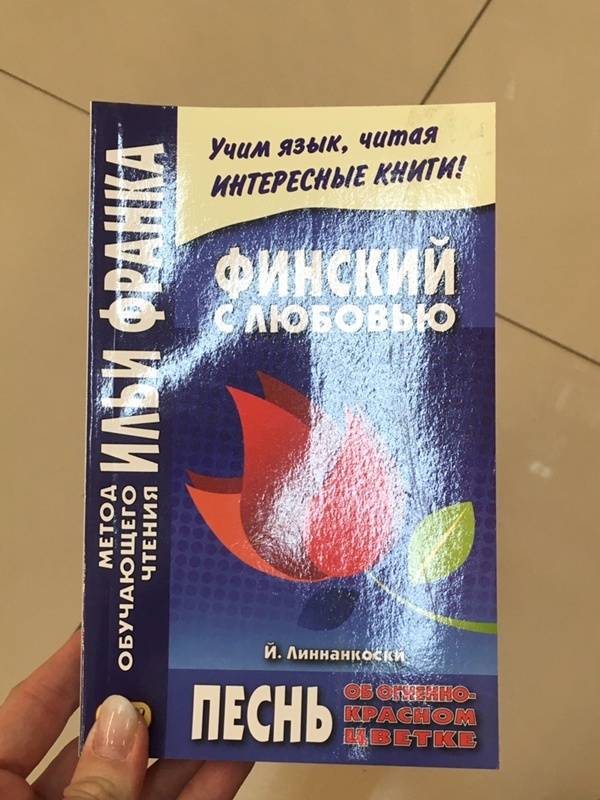 Учим язык, читая
ИНТЕРЕСНЫЕ КНИГИ!
МЕТОД
ОБУЧАЮЩЕГО
ЧТЕНИЯ
ИЛЬИ ФРАНКА
ФИНСКИЙ
С ЛЮБОВЬЮ
Й. Линнанкоски
ПЕСНЬ
ОБ ОГНЕННО-
КРАСНОМ
ЦВЕТКЕ